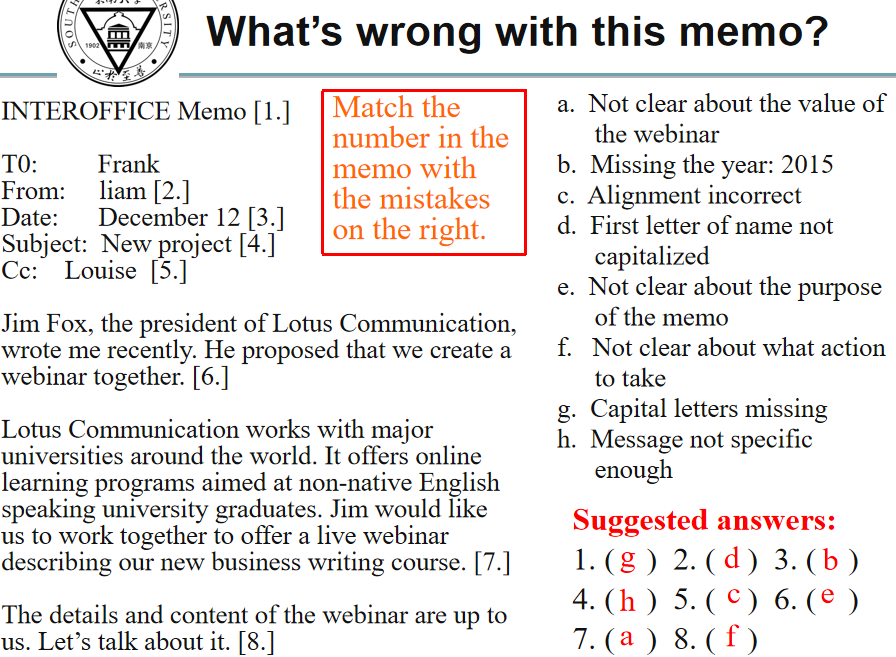 What's wrong with this memo?
SOUTH RSITY
1902 南京
INTEROFFICE Memo [1.]
T0: Frank
From: liam [2.]
Date: December 12 [3.]
Subject: New project [4.]
Cc: Louise [5.]
Jim Fox, the president of Lotus Communication,
wrote me recently. He proposed that we create a
webinar together. [6.]
Lotus Communication works with major
universities around the world. It offers online
learning programs aimed at non-native English
speaking university graduates. Jim would like
us to work together to offer a live webinar
describing our new business writing course. [7.]
The details and content of the webinar are up to
us. Let's talk about it. [8.]
Match the
number in the
memo with
the mistakes
on the right.
a. Not clear about the value of
the webinar
b. Missing the year: 2015
c. Alignment incorrect
d. First letter of name not
capitalized
e. Not clear about the purpose
of the memo
f. Not clear about what action
to take
g. Capital letters missing
h. Message not specific
enough
Suggested answers:
1. ( g ) 2. ( d ) 3. ( b )
4. ( h ) 5. ( c ) 6. ( e )
7. ( a ) 8. ( f )